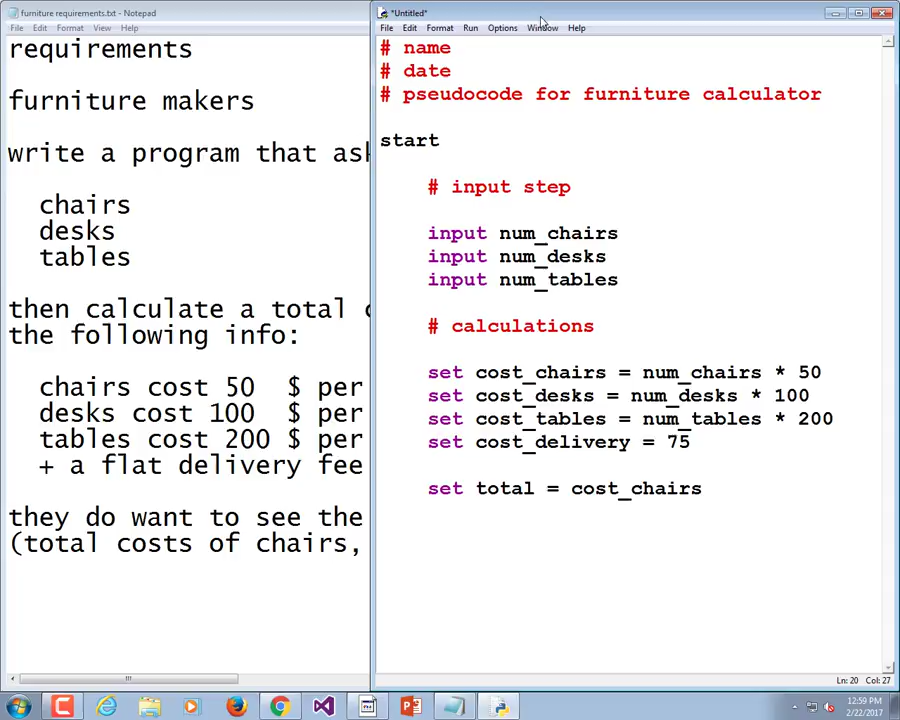 furniture requirements.txt - Notepad
File Edit Format View Help
requirements
furniture makers
write a program that ask
chairs
desks
tables
then calculate a total c
the following info:
chairs cost 50 $ per
desks cost 100 $ per
tables cost 200 $ per
+ a flat delivery fee
they do want to see the
(total costs of chairs,
*Untitled*
File Edit Format Run Options Window Help
# name
# date
# pseudocode for furniture calculator
start
# input step
input num_chairs
input num_desks
input num_tables
# calculations
set cost_chairs = num_chairs * 50
set cost_desks = num_desks * 100
set cost_tables = num_tables * 200
set cost_delivery = 75
set total = cost_chairs
Ln: 20 Col: 27
12:59 PM
2/22/2017